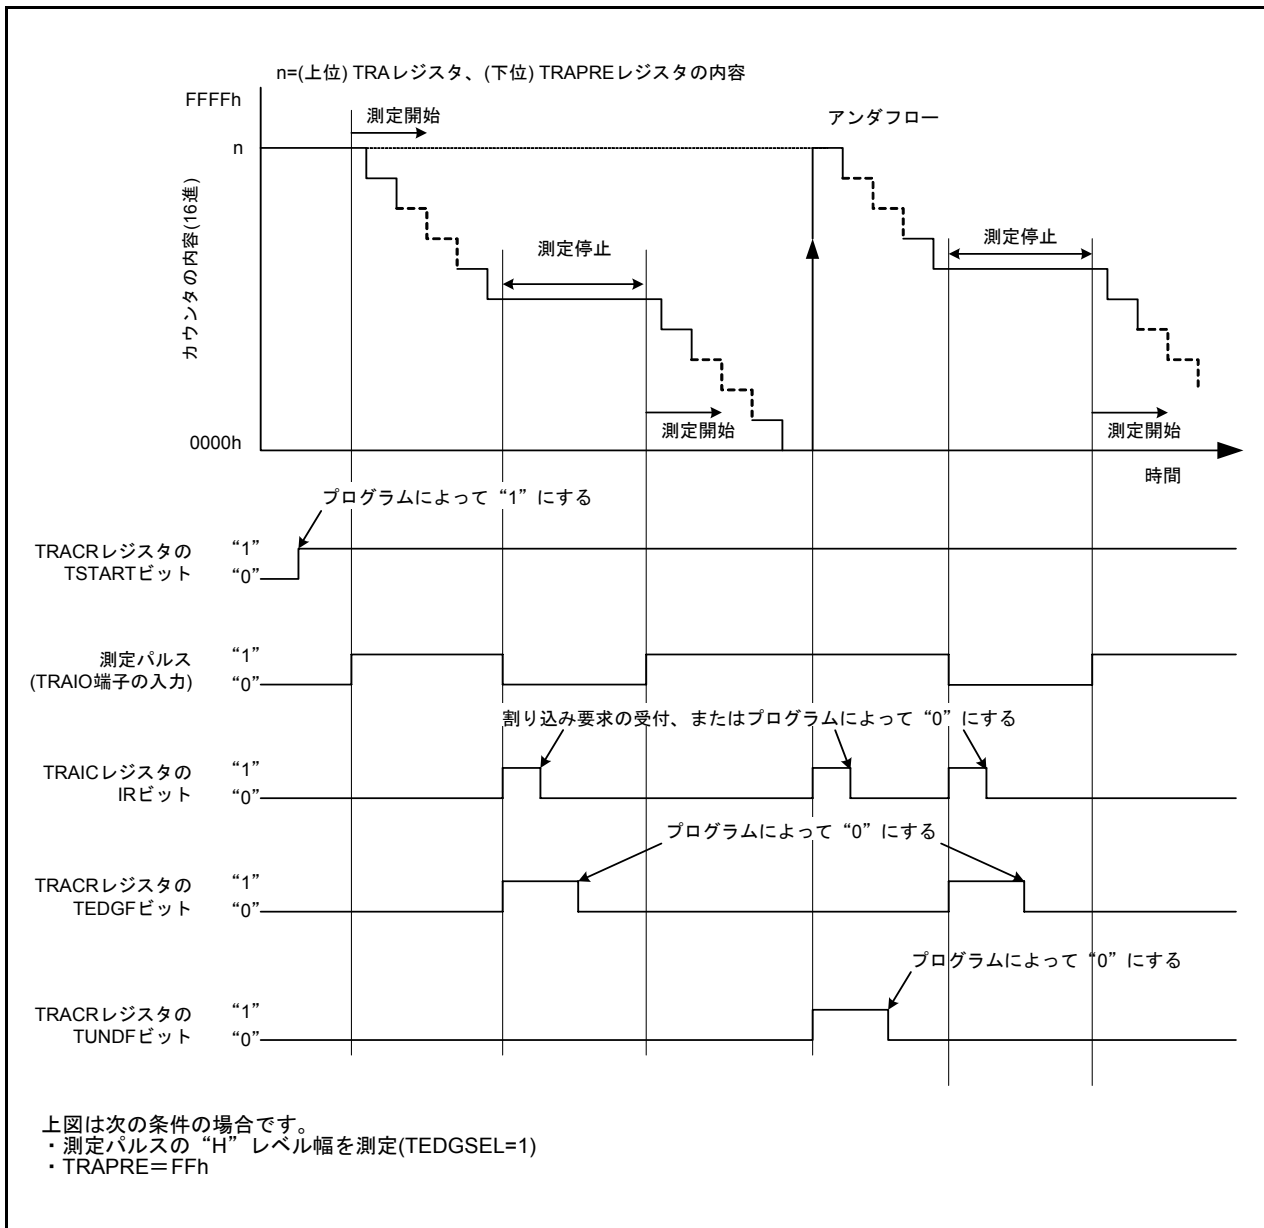 n=(上位) TRAレジスタ、(下位) TRAPREレジスタの内容
FFFFh
測定開始
アンダフロー
n
カウンタの内容(16進)
測定停止
測定停止
測定開始
測定開始
0000h
時間
プログラムによって“1”にする
TRACRレジスタの
TSTARTビット
“1”
“0”
測定パルス
(TRAIO端子の入力)
“1”
“0”
割り込み要求の受付、またはプログラムによって“0”にする
TRAICレジスタの
IRビット
“1”
“0”
プログラムによって“0”にする
TRACRレジスタの
TEDGFビット
“1”
“0”
プログラムによって“0”にする
TRACRレジスタの
TUNDFビット
“1”
“0”
上図は次の条件の場合です。
・測定パルスの“H”レベル幅を測定(TEDGSEL=1)
・TRAPRE＝FFh